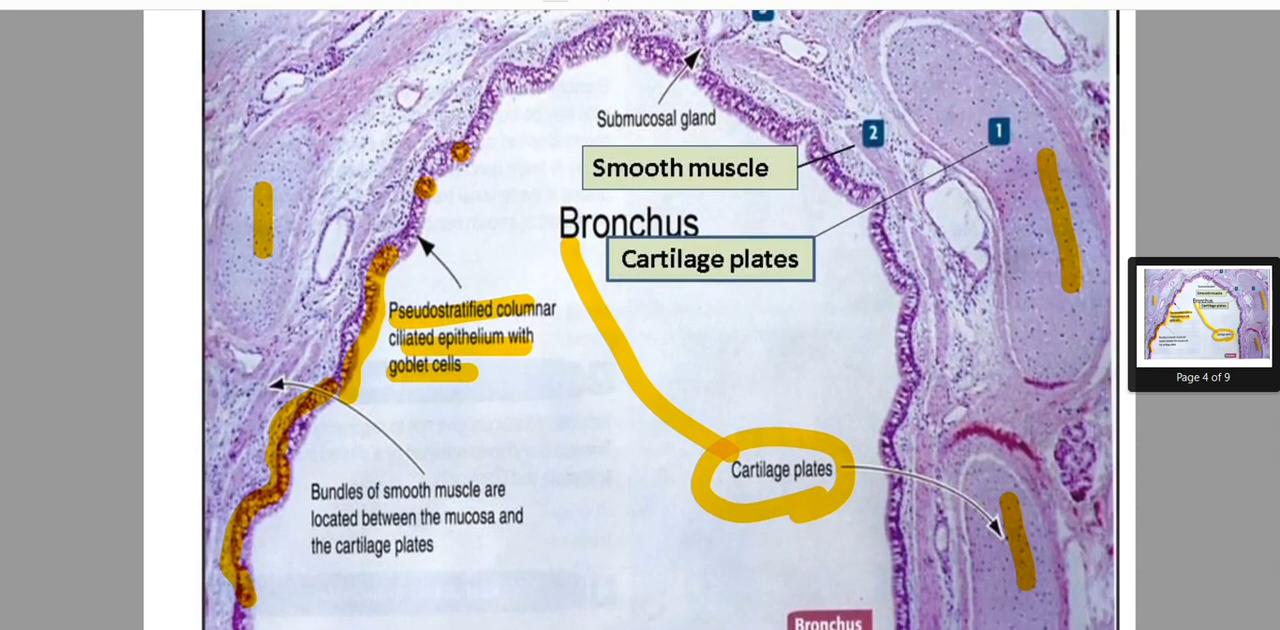 Submucosal gland
2
1
Smooth muscle
Bronchus
Cartilage plates
Pseudostratified columnar
ciliated epithelium with
goblet cells
Cartilage plates
Bundles of smooth muscle are
located between the mucosa and
the cartilage plates
Bronchus
Page 4 of 9